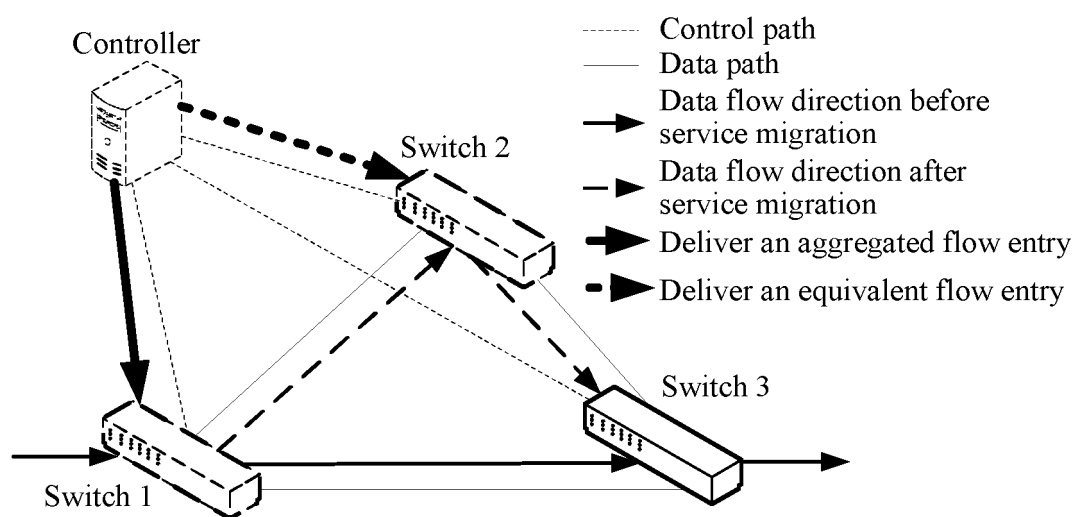 Controller
Switch 2
Switch 3
Switch 1
Control path
Data path
Data flow direction before
service migration
Data flow direction after
service migration
Deliver an aggregated flow entry
Deliver an equivalent flow entry